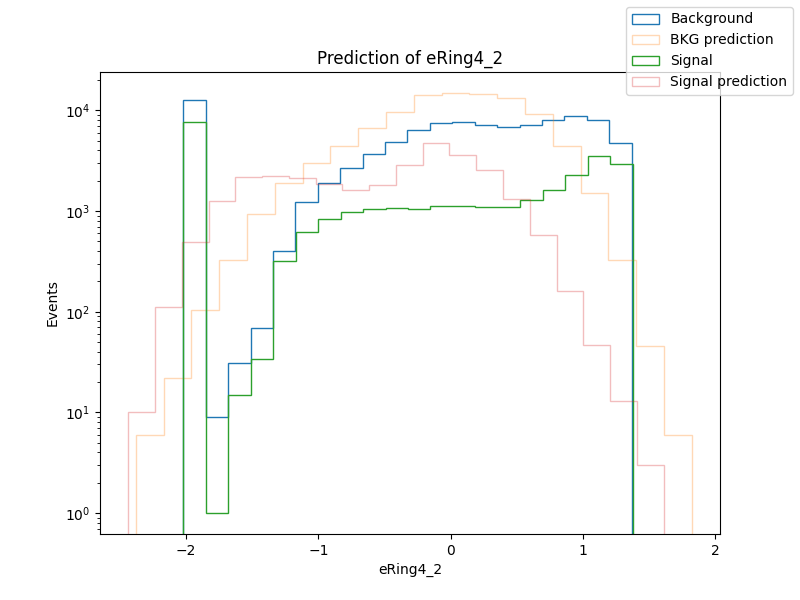 Prediction of eRing4_2
Background
BKG prediction
Signal
Signal prediction
Events
10⁴
10³
10²
10¹
10⁰
−2
−1
0
1
2
eRing4_2